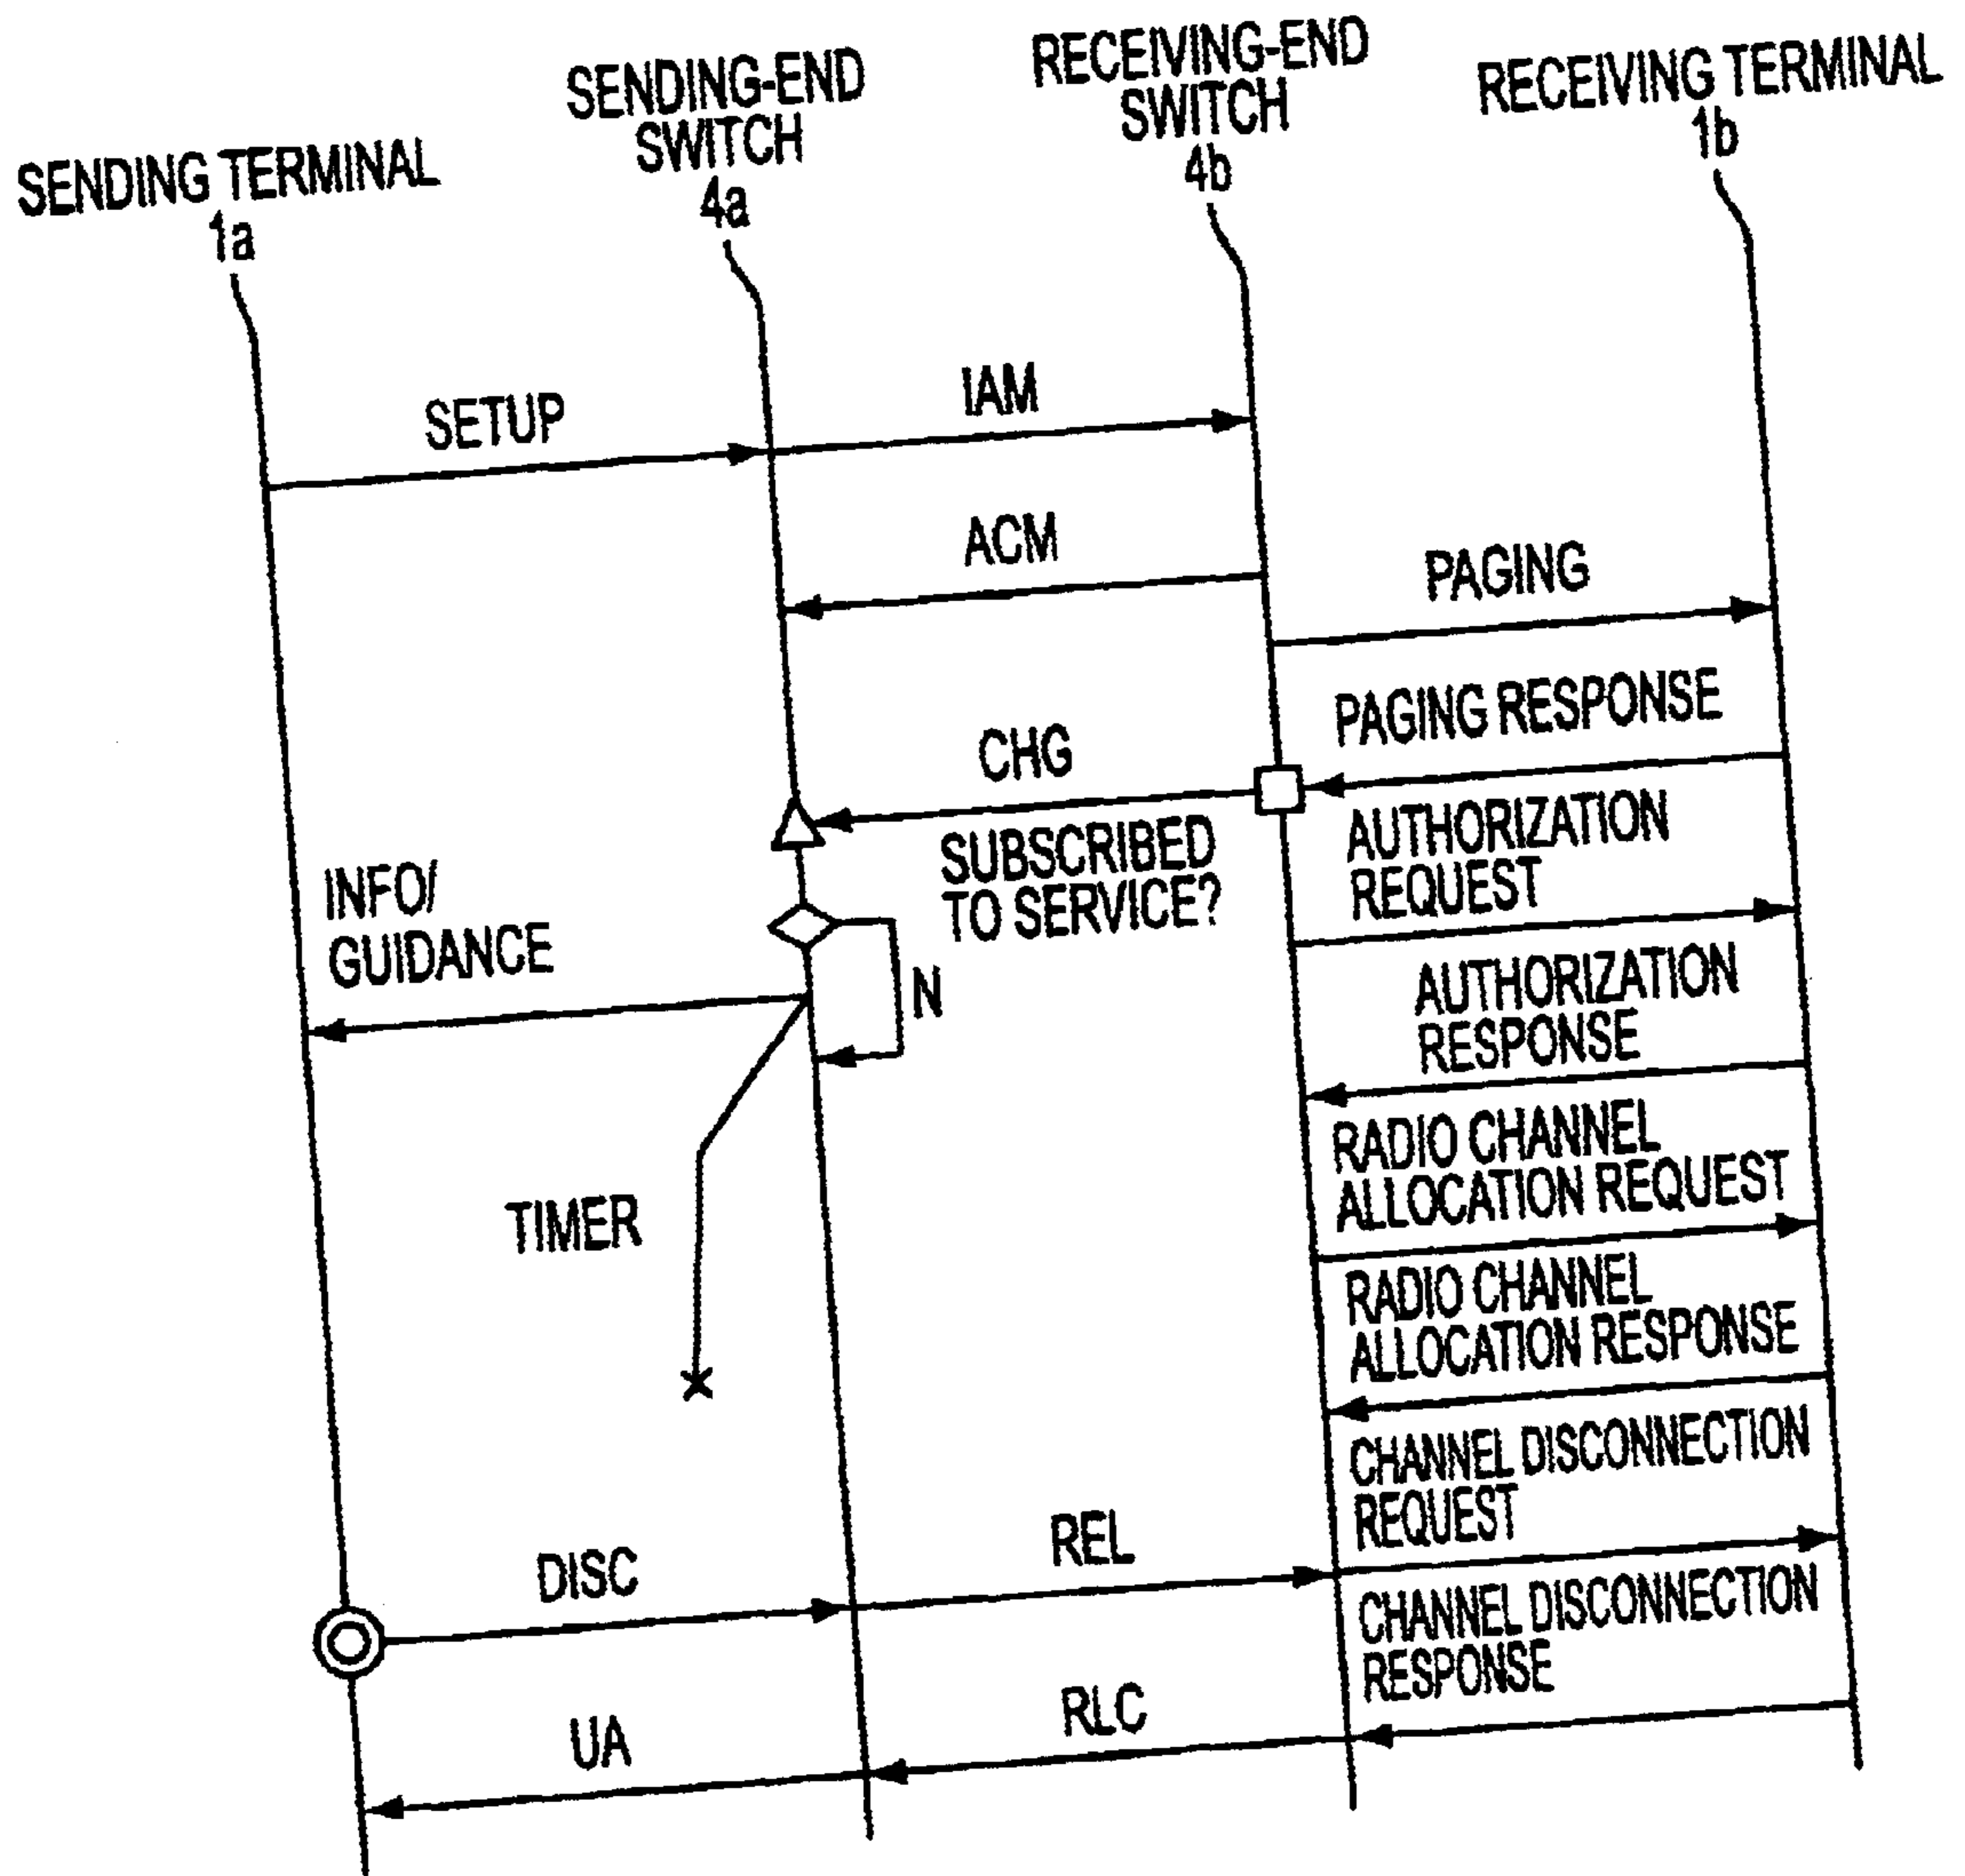 SENDING TERMINAL
1a
SENDING-END
SWITCH
4a
RECEIVING-END
SWITCH
4b
RECEIVING TERMINAL
1b
SETUP
IAM
ACM
PAGING
PAGING RESPONSE
CHG
SUBSCRIBED
TO SERVICE?
AUTHORIZATION
REQUEST
INFO/
GUIDANCE
N
AUTHORIZATION
RESPONSE
RADIO CHANNEL
ALLOCATION REQUEST
TIMER
RADIO CHANNEL
ALLOCATION RESPONSE
CHANNEL DISCONNECTION
REQUEST
DISC
REL
CHANNEL DISCONNECTION
RESPONSE
UA
RLC